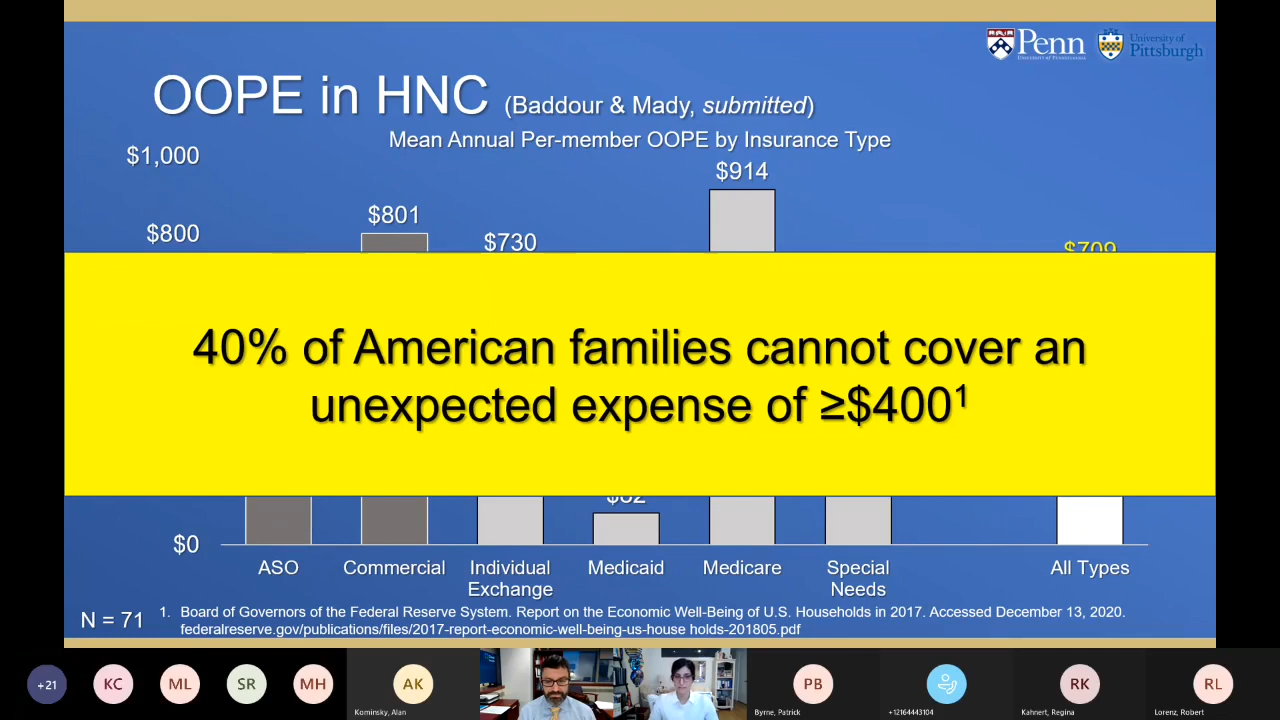 Penn
UNIVERSITY OF PENNSYLVANIA
University of
Pittsburgh
OOPE in HNC (Baddour & Mady, submitted)
Mean Annual Per-member OOPE by Insurance Type
$1,000
$914
$801
$800
$730
$709
40% of American families cannot cover an
unexpected expense of ≥$400¹
$82
$0
ASO Commercial Individual Exchange Medicaid Medicare Special Needs All Types
N = 71
1. Board of Governors of the Federal Reserve System. Report on the Economic Well-Being of U.S. Households in 2017. Accessed December 13, 2020.
federalreserve.gov/publications/files/2017-report-economic-well-being-us-house holds-201805.pdf
+21 KC ML SR MH AK PB RK RL
Kominsky, Alan Byrne, Patrick +12164443104 Kahnert, Regina Lorenz, Robert